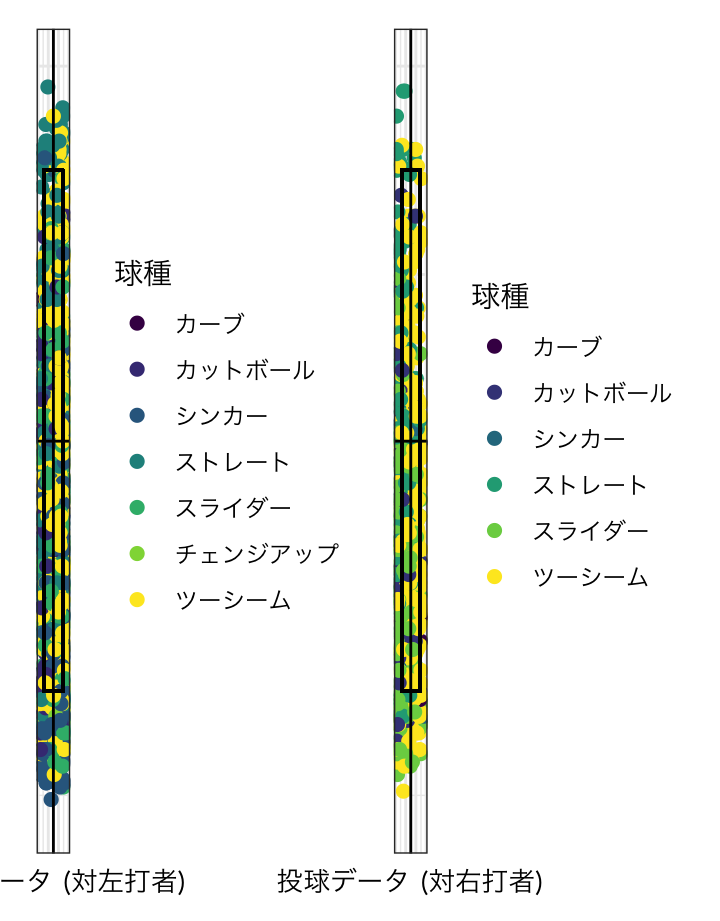 球種
カーブ
カットボール
シンカー
ストレート
スライダー
チェンジアップ
ツーシーム
ータ (対左打者)
球種
カーブ
カットボール
シンカー
ストレート
スライダー
ツーシーム
投球データ (対右打者)